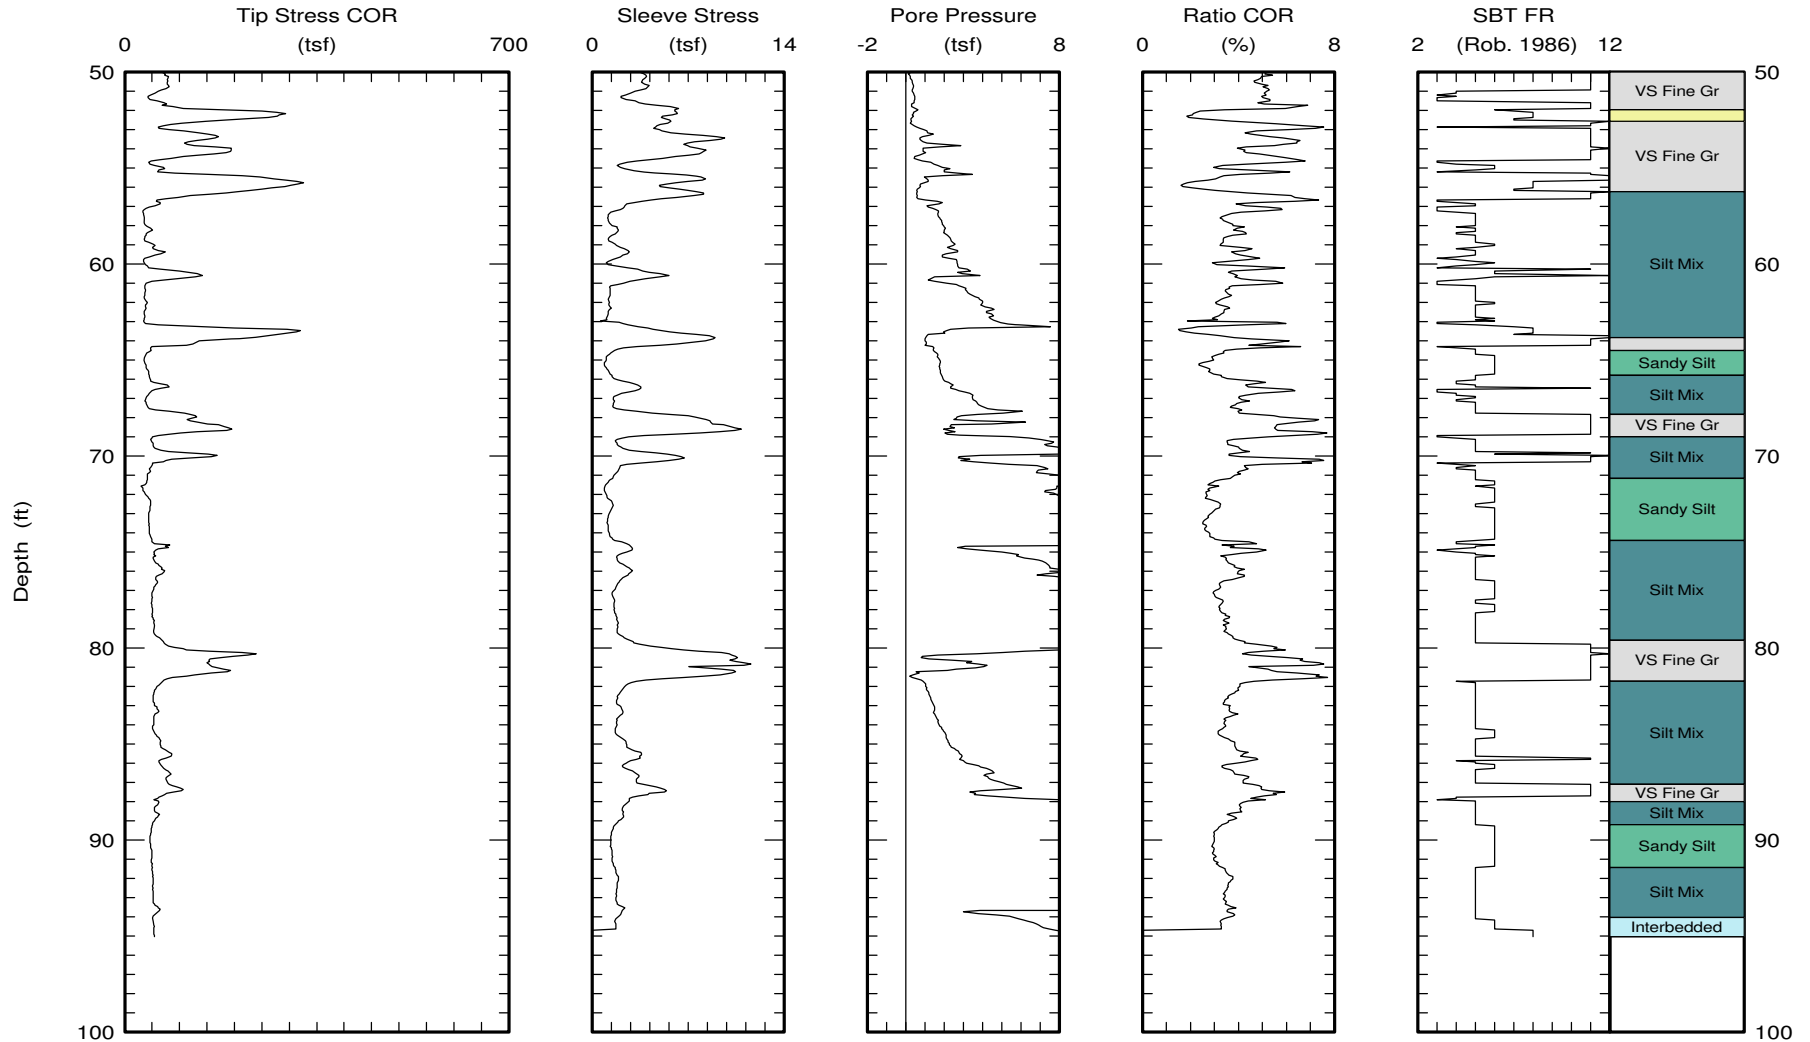 Tip Stress COR Sleeve Stress Pore Pressure Ratio COR SBT FR
0 (tsf) 700 0 (tsf) 14 -2 (tsf) 8 0 (%) 8 2 (Rob. 1986) 12
50 50
VS Fine Gr
VS Fine Gr
60 Silt Mix 60
Sandy Silt
Silt Mix
VS Fine Gr
70 Silt Mix 70
Sandy Silt
Depth (ft)
Silt Mix
80 80
VS Fine Gr
Silt Mix
VS Fine Gr
Silt Mix
90 90
Sandy Silt
Silt Mix
Interbedded
100 100